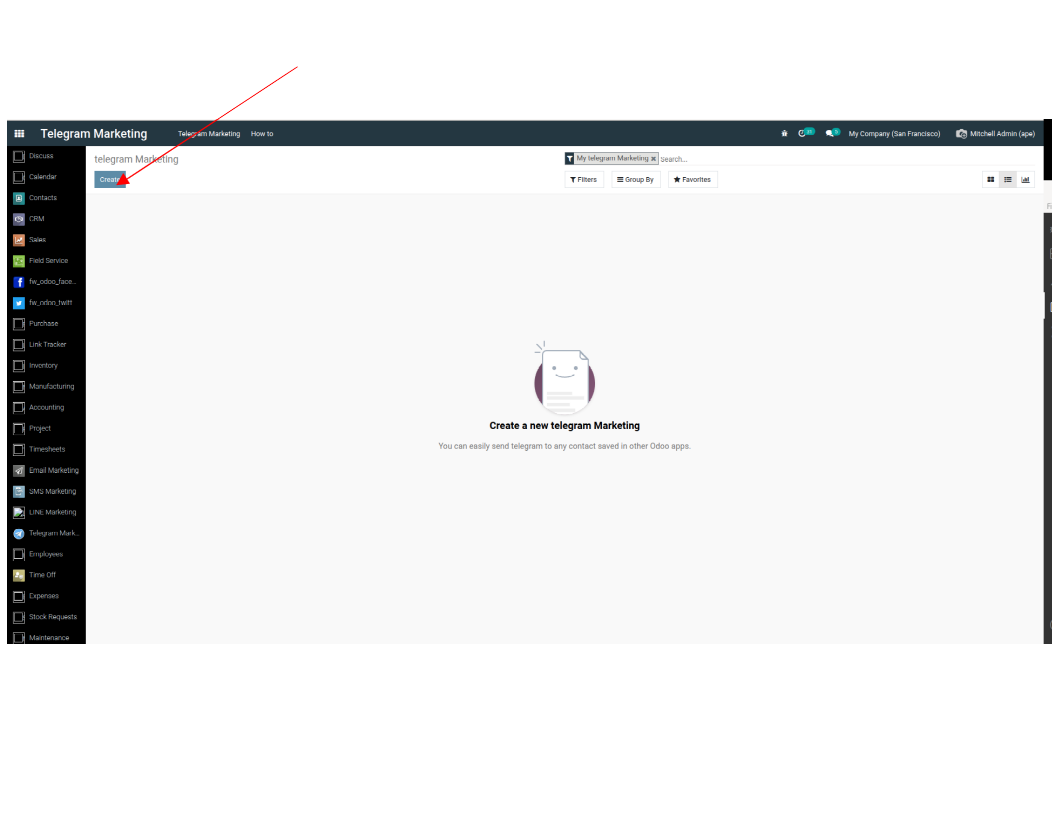 Telegram Marketing Telegram Marketing How to My Company (San Francisco) Mitchell Admin (ape)
telegram Marketing My telegram Marketing × Search...
Create Filters Group By Favorites
Discuss
Calendar
Contacts
CRM
Sales
Field Service
fw_odoo_face...
fw_odoo_twitt
Purchase
Link Tracker
Inventory
Manufacturing
Accounting
Project
Timesheets
Email Marketing
SMS Marketing
LINE Marketing
Telegram Mark...
Employees
Time Off
Expenses
Stock Requests
Maintenance
Create a new telegram Marketing
You can easily send telegram to any contact saved in other Odoo apps.